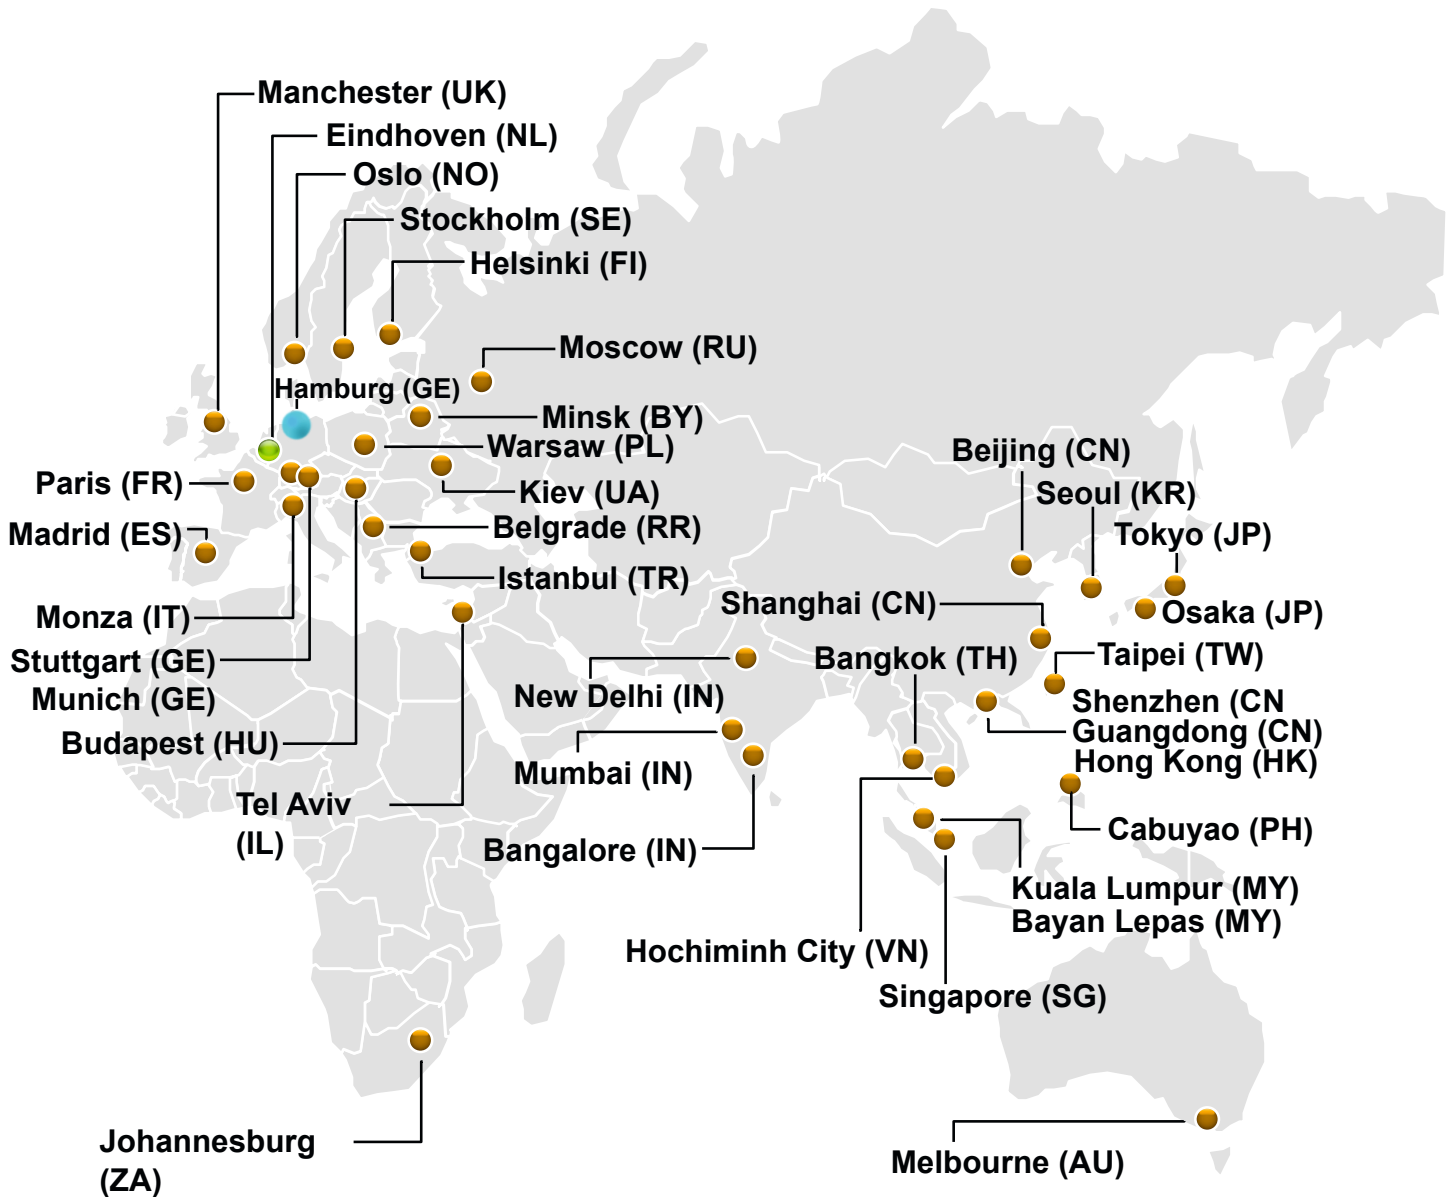 Manchester (UK)
Eindhoven (NL)
Oslo (NO)
Stockholm (SE)
Helsinki (FI)
Moscow (RU)
Hamburg (GE)
Minsk (BY)
Warsaw (PL)
Kiev (UA)
Belgrade (RR)
Istanbul (TR)
Paris (FR)
Madrid (ES)
Monza (IT)
Stuttgart (GE)
Munich (GE)
Budapest (HU)
Tel Aviv
(IL)
Johannesburg
(ZA)
Beijing (CN)
Seoul (KR)
Tokyo (JP)
Osaka (JP)
Shanghai (CN)
Taipei (TW)
Bangkok (TH)
New Delhi (IN)
Mumbai (IN)
Bangalore (IN)
Shenzhen (CN
Guangdong (CN)
Hong Kong (HK)
Cabuyao (PH)
Kuala Lumpur (MY)
Bayan Lepas (MY)
Hochiminh City (VN)
Singapore (SG)
Melbourne (AU)